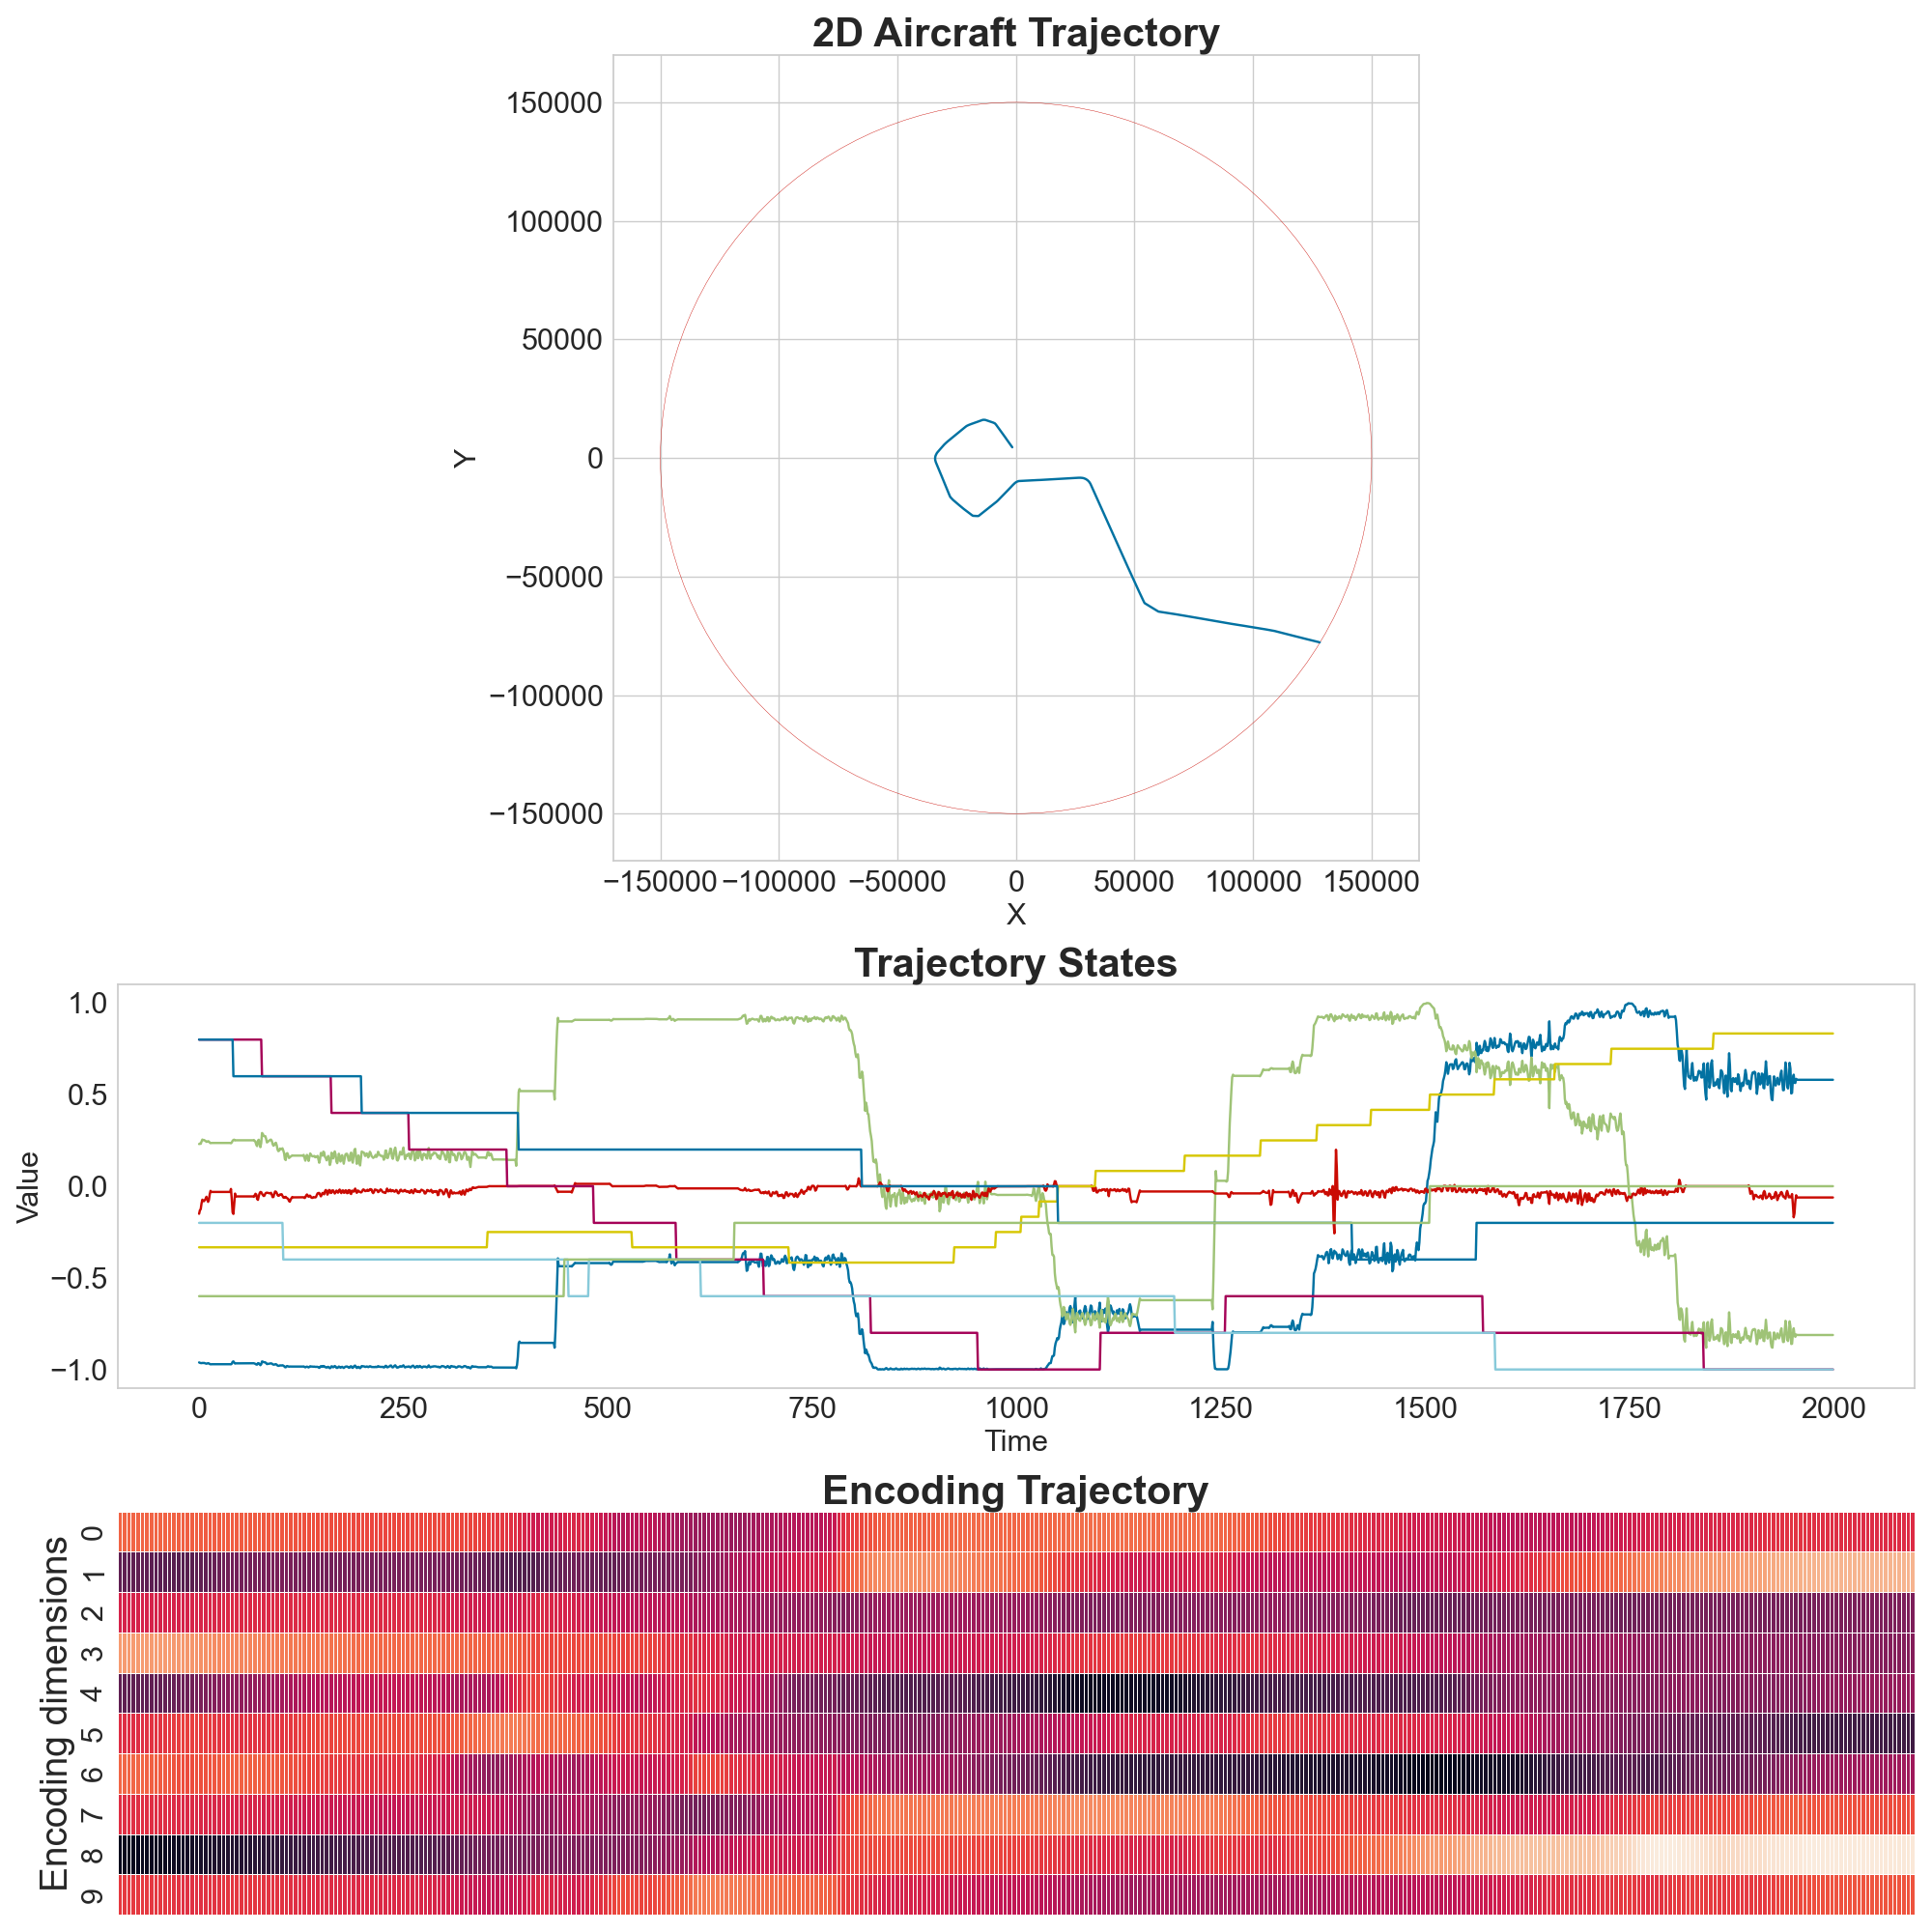 2D Aircraft Trajectory
150000
100000
50000
0
−50000
−100000
−150000
Y
−150000 −100000 −50000 0 50000 100000 150000
X
Trajectory States
1.0
0.5
0.0
−0.5
−1.0
Value
0 250 500 750 1000 1250 1500 1750 2000
Time
Encoding Trajectory
Encoding dimensions
0
1
2
3
4
5
6
7
8
9